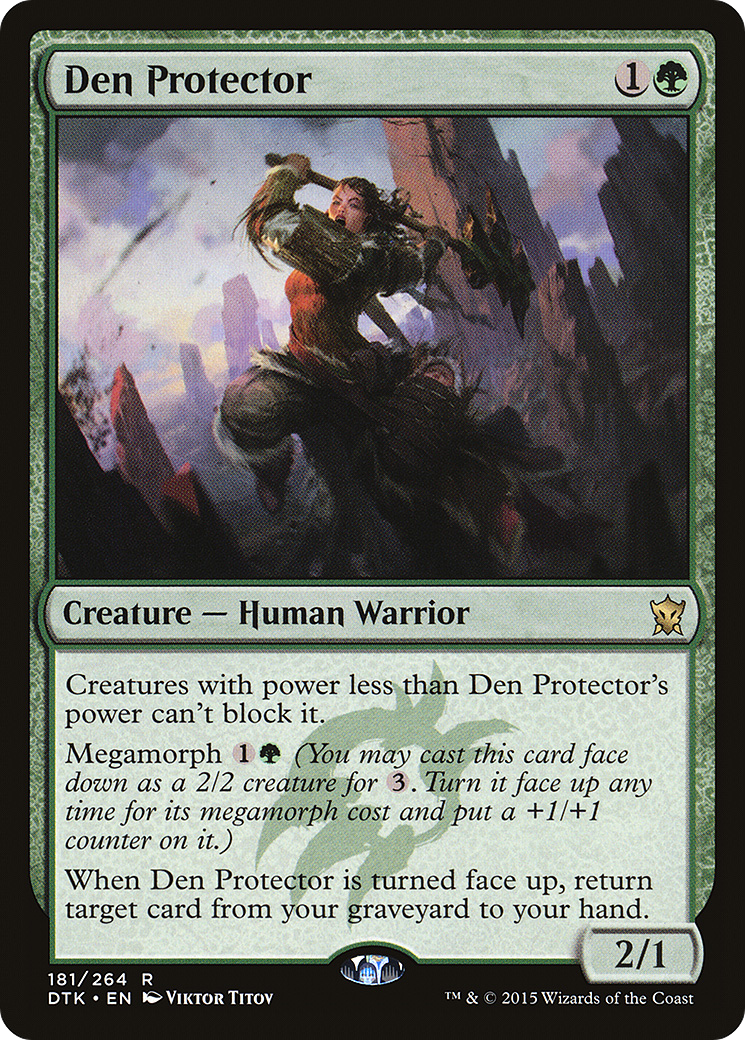 Den Protector 1
Creature — Human Warrior
Creatures with power less than Den Protector's
power can't block it.
Megamorph 1 (You may cast this card face
down as a 2/2 creature for 3. Turn it face up any
time for its megamorph cost and put a +1/+1
counter on it.)
When Den Protector is turned face up, return
target card from your graveyard to your hand.
2/1
181/264 R
DTK • EN Viktor Titov
™ & © 2015 Wizards of the Coast